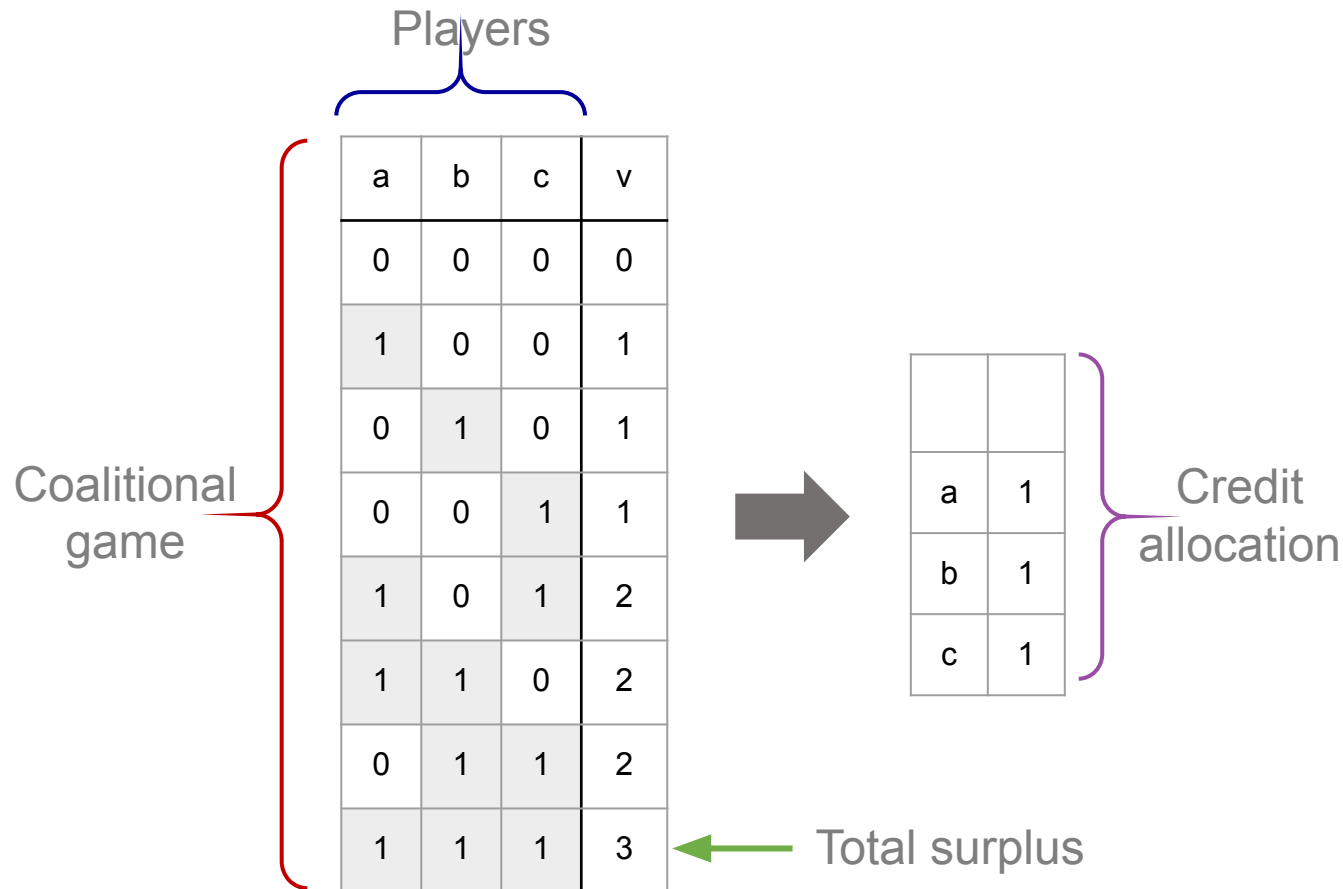 Players
a b c v
0 0 0 0
1 0 0 1
0 1 0 1
0 0 1 1
1 0 1 2
1 1 0 2
0 1 1 2
1 1 1 3
Coalitional
game
a 1
b 1
c 1
Credit
allocation
Total surplus